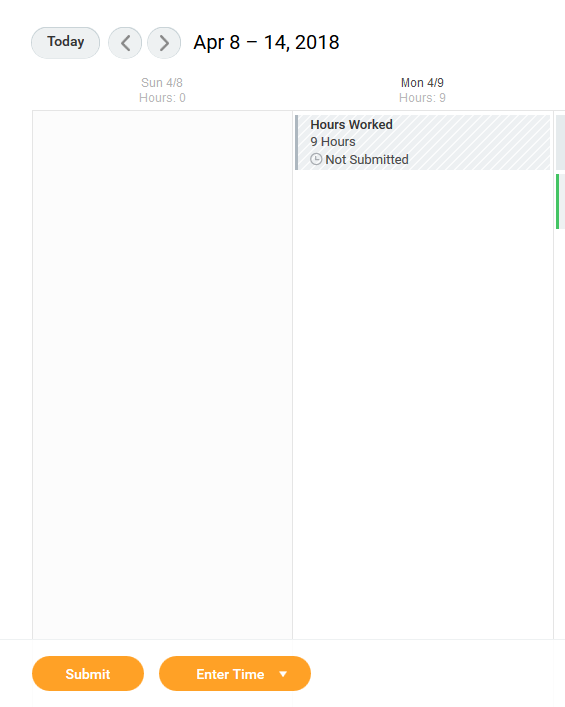 Today
Apr 8 – 14, 2018
Sun 4/8
Hours: 0
Mon 4/9
Hours: 9
Hours Worked
9 Hours
Not Submitted
Submit
Enter Time